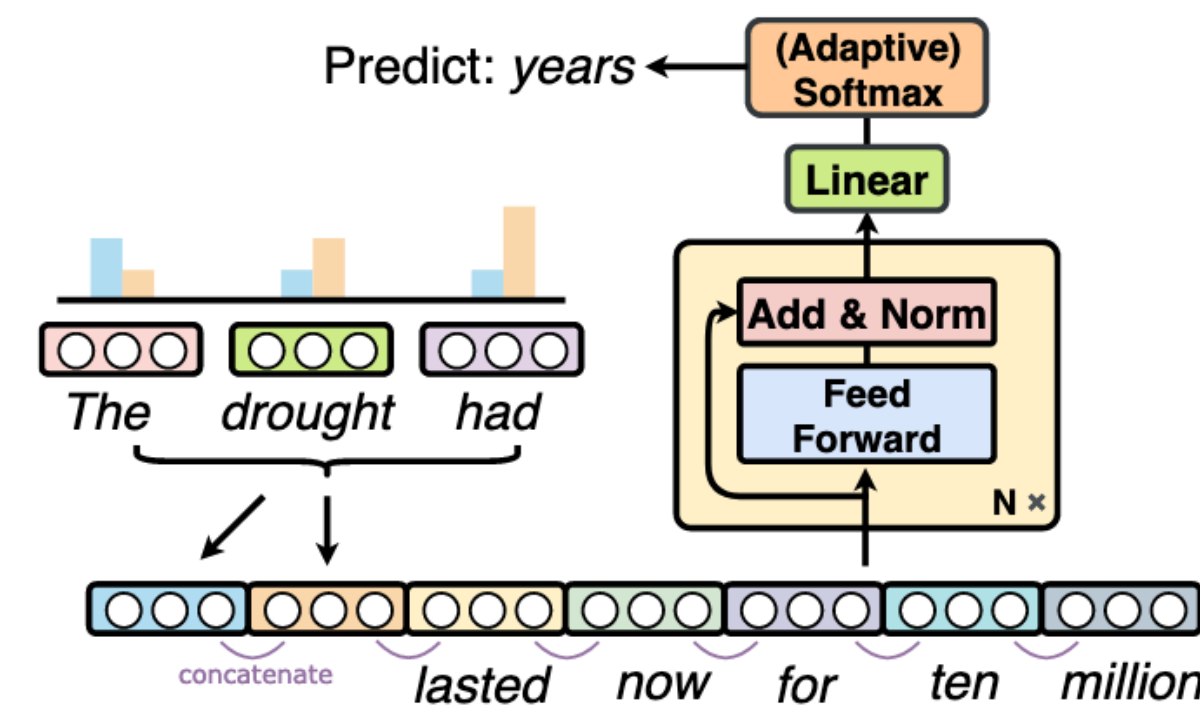 Predict: years
(Adaptive)
Softmax
Linear
Add & Norm
Feed
Forward
N ×
The drought had
concatenate
lasted now for ten million